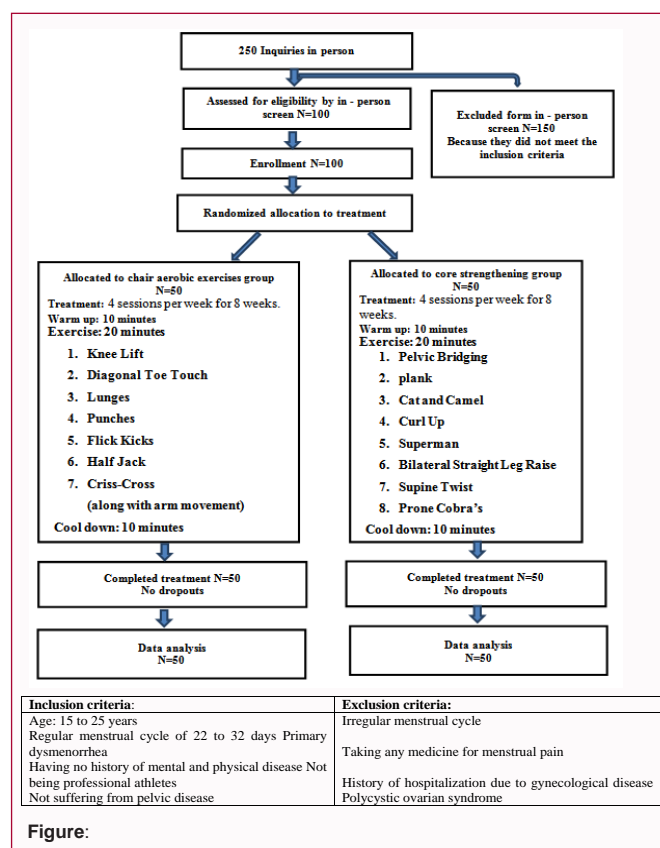 250 Inquiries in person
Assessed for eligibility by in - person
screen N=100
Excluded form in - person
screen N=150
Because they did not meet the
inclusion criteria
Enrollment N=100
Randomized allocation to treatment
Allocated to chair aerobic exercises group
N=50
Treatment: 4 sessions per week for 8 weeks.
Warm up: 10 minutes
Exercise: 20 minutes
1. Knee Lift
2. Diagonal Toe Touch
3. Lunges
4. Punches
5. Flick Kicks
6. Half Jack
7. Criss-Cross
(along with arm movement)
Cool down: 10 minutes
Allocated to core strengthening group
N=50
Treatment: 4 sessions per week for 8
weeks.
Warm up: 10 minutes
Exercise: 20 minutes
1. Pelvic Bridging
2. plank
3. Cat and Camel
4. Curl Up
5. Superman
6. Bilateral Straight Leg Raise
7. Supine Twist
8. Prone Cobra's
Cool down: 10 minutes
Completed treatment N=50
No dropouts
Completed treatment N=50
No dropouts
Data analysis
N=50
Data analysis
N=50
Inclusion criteria:
Age: 15 to 25 years
Regular menstrual cycle of 22 to 32 days Primary
dysmenorrhea
Having no history of mental and physical disease Not
being professional athletes
Not suffering from pelvic disease
Exclusion criteria:
Irregular menstrual cycle
Taking any medicine for menstrual pain
History of hospitalization due to gynecological disease
Polycystic ovarian syndrome
Figure: